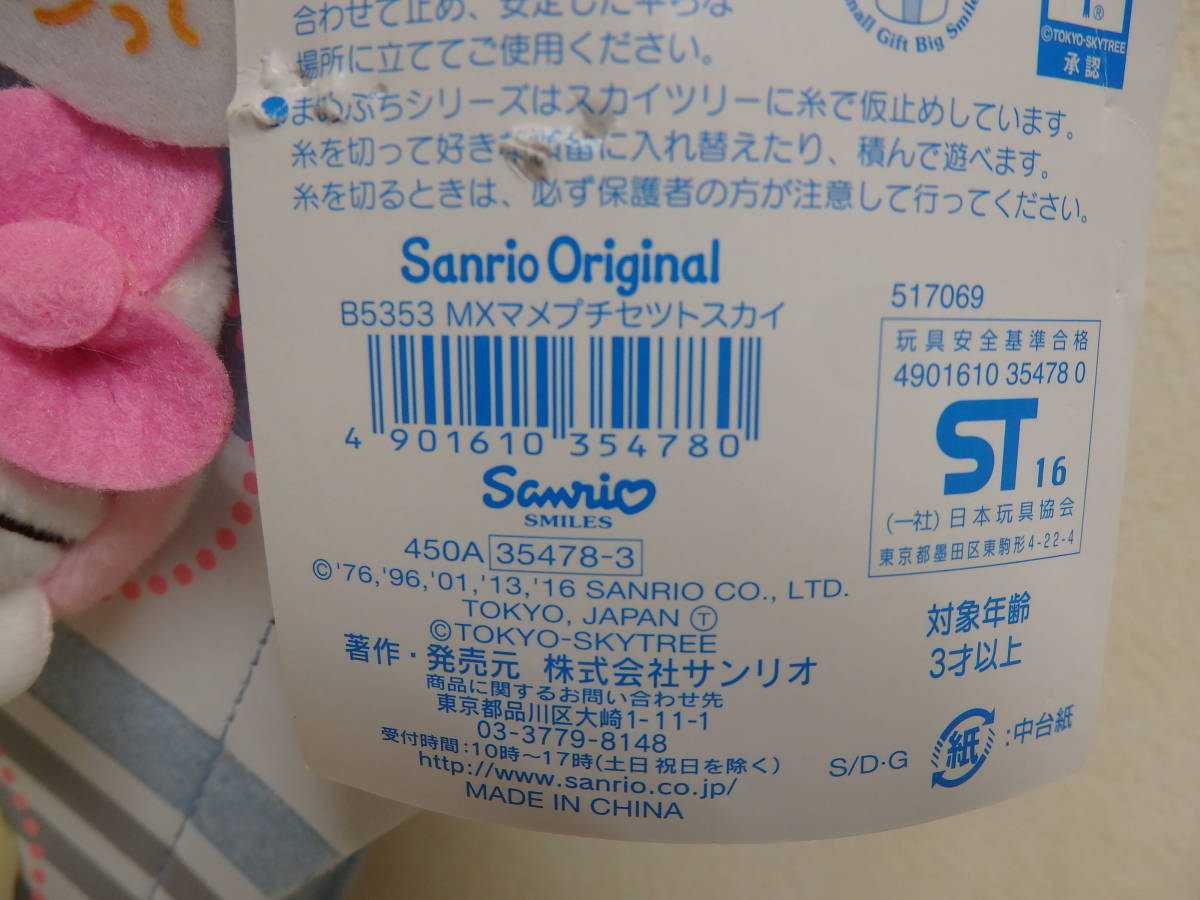 合わせて止め、安定した平らな
場所に立ててご使用ください。
Small Gift Big Smile
®
©TOKYO-SKYTREE
承認
●まめぷちシリーズはスカイツリーに糸で仮止めしています。
糸を切って好きな に入れ替えたり、積んで遊べます。
糸を切るときは、必ず保護者の方が注意して行ってください。
Sanrio Original
B5353 MXマメプチセツトスカイ
4 901610 354780
Sanrio
SMILES
450A 35478-3
©'76,'96,'01,'13,'16 SANRIO CO., LTD.
TOKYO, JAPAN Ⓣ
©TOKYO-SKYTREE
著作・発売元 株式会社サンリオ
商品に関するお問い合わせ先
東京都品川区大崎1-11-1
03-3779-8148
受付時間:10時～17時(土日 祝日を除く)
http://www.sanrio.co.jp/
MADE IN CHINA
517069
玩具安全基準合格
4901610 35478 0
ST 16
(一社)日本玩具協会
東京都墨田区東駒形4-22-4
対象年齢
3才以上
S/D・G
紙:中台紙